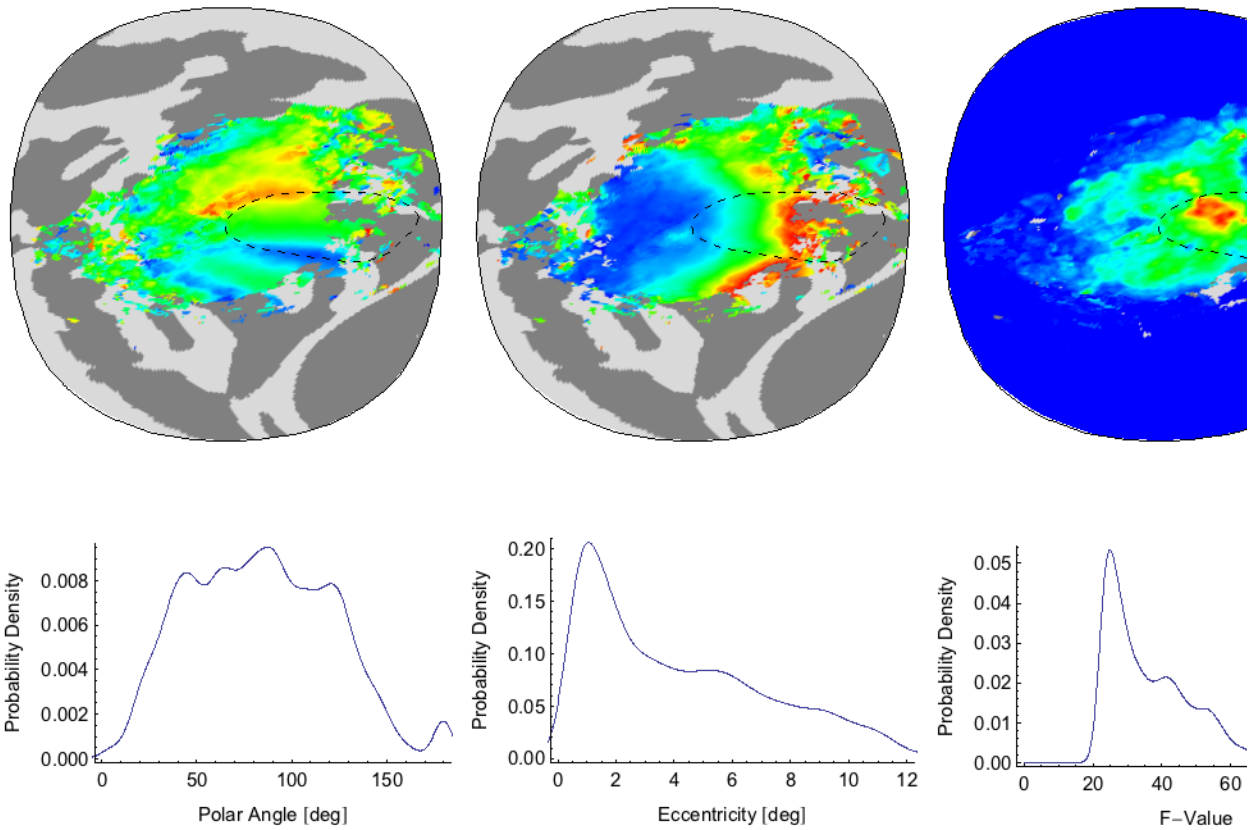 0.008
0.006
0.004
0.002
0.000
Probability Density
0 50 100 150
Polar Angle [deg]
0.20
0.15
0.10
0.05
0.00
Probability Density
0 2 4 6 8 10 12
Eccentricity [deg]
0.05
0.04
0.03
0.02
0.01
0.00
Probability Density
0 20 40 60
F−Value